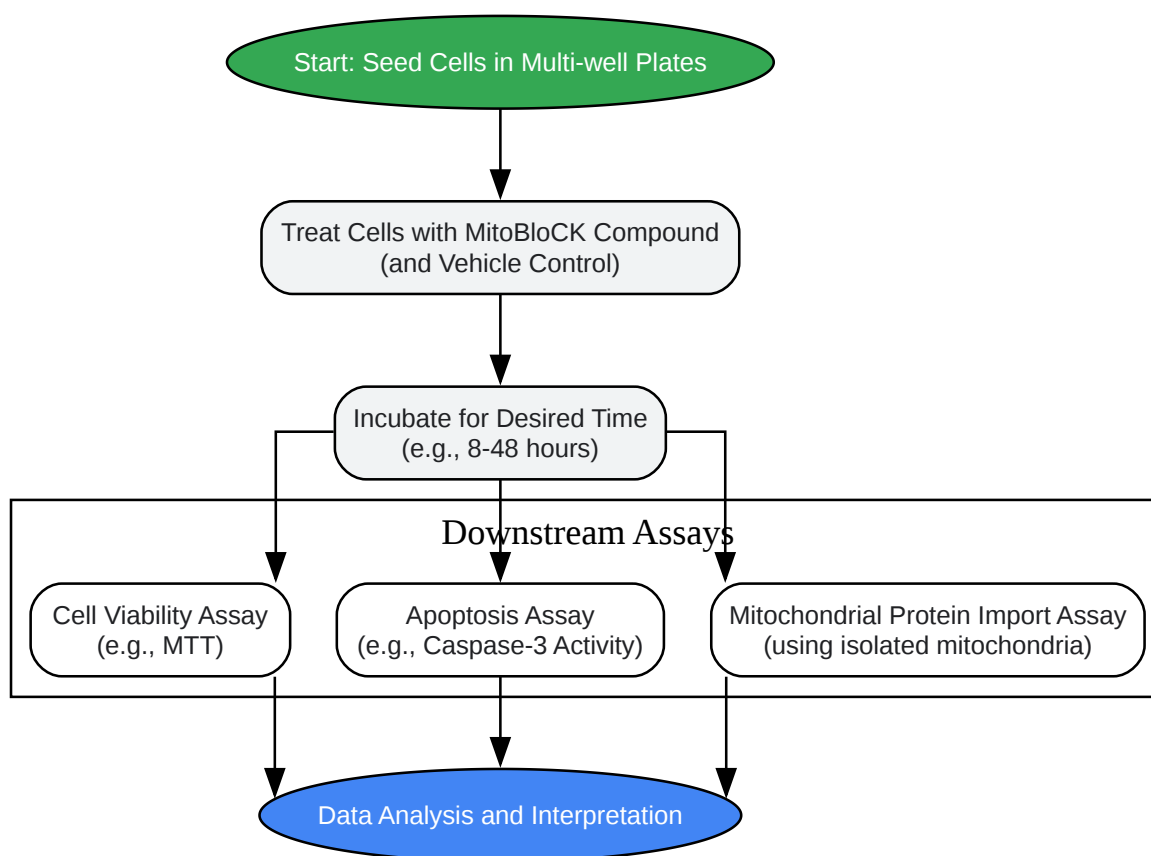 Start: Seed Cells in Multi-well Plates
Treat Cells with MitoBloCK Compound
(and Vehicle Control)
Incubate for Desired Time
(e.g., 8-48 hours)
Downstream Assays
Cell Viability Assay
(e.g., MTT)
Apoptosis Assay
(e.g., Caspase-3 Activity)
Mitochondrial Protein Import Assay
(using isolated mitochondria)
Data Analysis and Interpretation